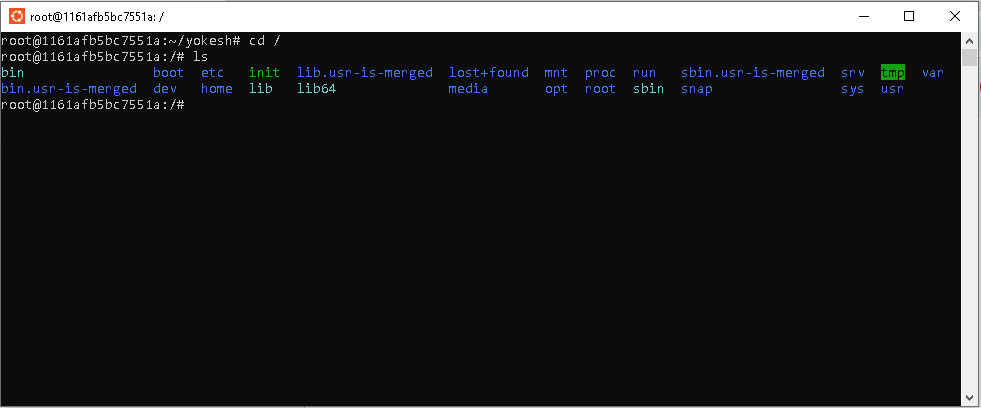 root@1161afb5bc7551a: /
root@1161afb5bc7551a:~/yokesh# cd /
root@1161afb5bc7551a:/# ls
bin                boot  etc   init  lib.usr-is-merged  lost+found  mnt  proc  run   sbin.usr-is-merged  srv  tmp  var
bin.usr-is-merged  dev   home  lib   lib64              media       opt  root  sbin  snap                sys  usr
root@1161afb5bc7551a:/#